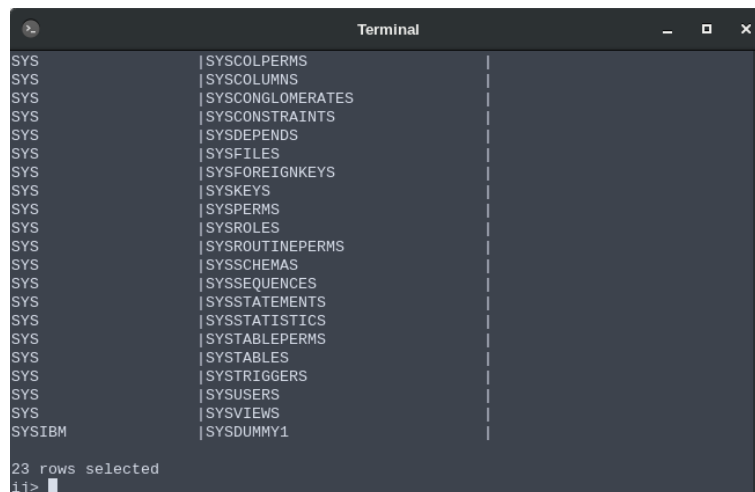 Terminal
SYS |SYSCOLPERMS |
SYS |SYSCOLUMNS |
SYS |SYSCONGLOMERATES |
SYS |SYSCONSTRAINTS |
SYS |SYSDEPENDS |
SYS |SYSFILES |
SYS |SYSFOREIGNKEYS |
SYS |SYSKEYS |
SYS |SYSPERMS |
SYS |SYSROLES |
SYS |SYSROUTINEPERMS |
SYS |SYSSCHEMAS |
SYS |SYSSEQUENCES |
SYS |SYSSTATEMENTS |
SYS |SYSSTATISTICS |
SYS |SYSTABLEPERMS |
SYS |SYSTABLES |
SYS |SYSTRIGGERS |
SYS |SYSUSERS |
SYS |SYSVIEWS |
SYSIBM |SYSDUMMY1 |
23 rows selected
ij>